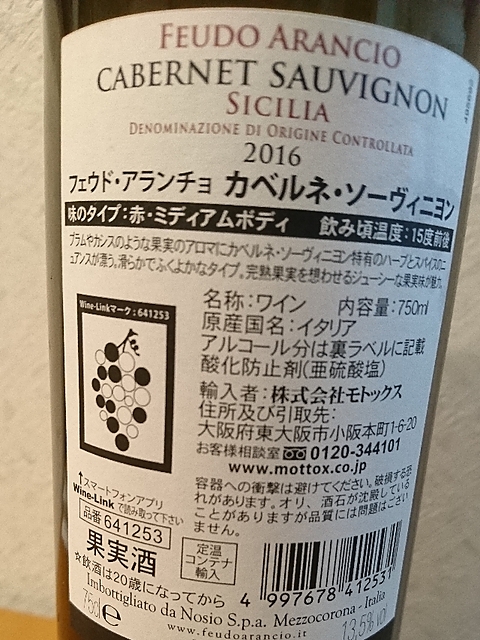 FEUDO ARANCIO
CABERNET SAUVIGNON
SICILIA
DENOMINAZIONE DI ORIGINE CONTROLLATA
2016
フェウド・アランチョ カベルネ・ソーヴィニヨン
味のタイプ:赤・ミディアムボディ 飲み頃温度:15度前後
プラムやカシスのような果実のアロマにカベルネ・ソーヴィニヨン特有のハーブとスパイスのニ
ュアンスが漂う。滑らかでふくよかなタイプ。完熟果実を想わせるジューシーな果実味が魅力。
Wine-Linkマーク:641253
名称:ワイン 内容量:750ml
原産国名:イタリア
アルコール分は裏ラベルに記載
酸化防止剤(亜硫酸塩)
輸入者:株式会社モトックス
住所及び引取先:
大阪府東大阪市小阪本町1-6-20
お客様相談室 0120-344101
www.mottox.co.jp
↑スマートフォンアプリ
Wine-Linkで読み取って下さい
容器への衝撃は避けてください。破損する恐
れがあります。オリ、酒石が沈殿している
ことがありますが品質には問題はござい
ません。
品番 641253
果実酒
定温
コンテナ
輸入
☆飲酒は20歳になってから
4 997678 412531
75cl e
Imbottigliato da Nosio S.p.a. Mezzocorona - Italia
www.feudoarancio.it
13,5% vol